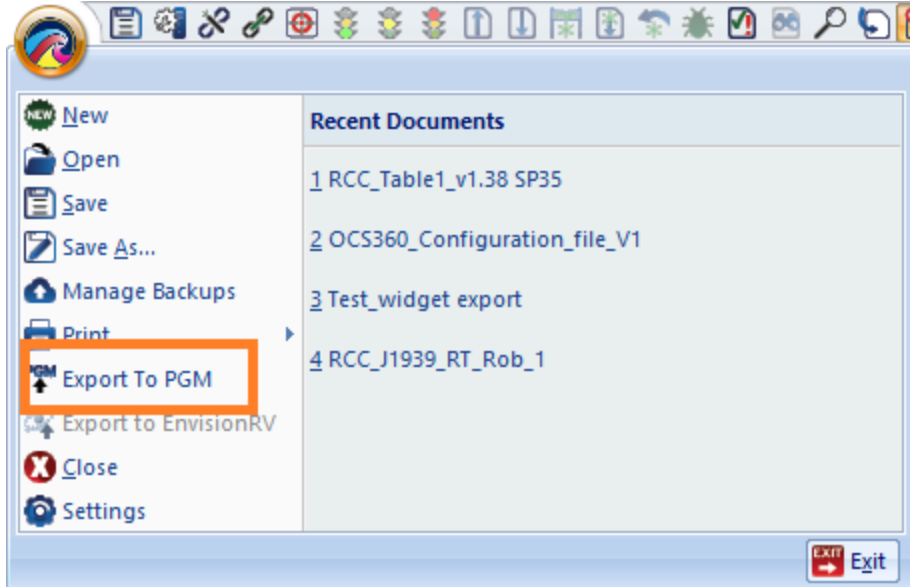 NEW New
Open
Save
Save As...
Manage Backups
Print
PGM Export To PGM
Export to EnvisionRV
Close
Settings
Recent Documents
1 RCC_Table1_v1.38 SP35
2 OCS360_Configuration_file_V1
3 Test_widget export
4 RCC_J1939_RT_Rob_1
EXIT Exit